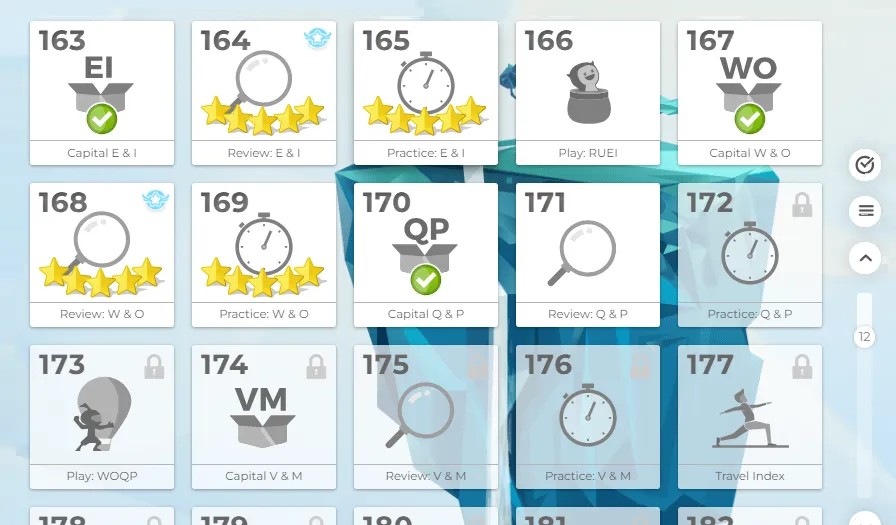 163
EI
Capital E & I
164
Review: E & I
165
Practice: E & I
166
Play: RUEI
167
WO
Capital W & O
168
Review: W & O
169
Practice: W & O
170
QP
Capital Q & P
171
Review: Q & P
172
Practice: Q & P
12
173
Play: WOQP
174
VM
Capital V & M
175
Review: V & M
176
Practice: V & M
177
Travel Index
178
179
180
181
182